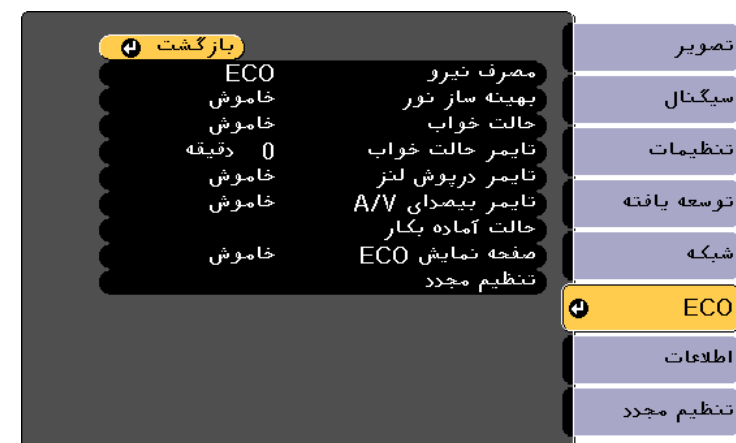 تصویر
سیگنال
تنظیمات
توسعه یافته
شبکه
ECO
اطلاعات
تنظیم مجدد
بازگشت
مصرف نیرو ECO
بهینه ساز نور خاموش
حالت خواب خاموش
تایمر حالت خواب 0 دقیقه
تایمر درپوش لنز خاموش
تایمر بیصدای A/V خاموش
حالت آماده بکار
صفحه نمایش ECO خاموش
تنظیم مجدد